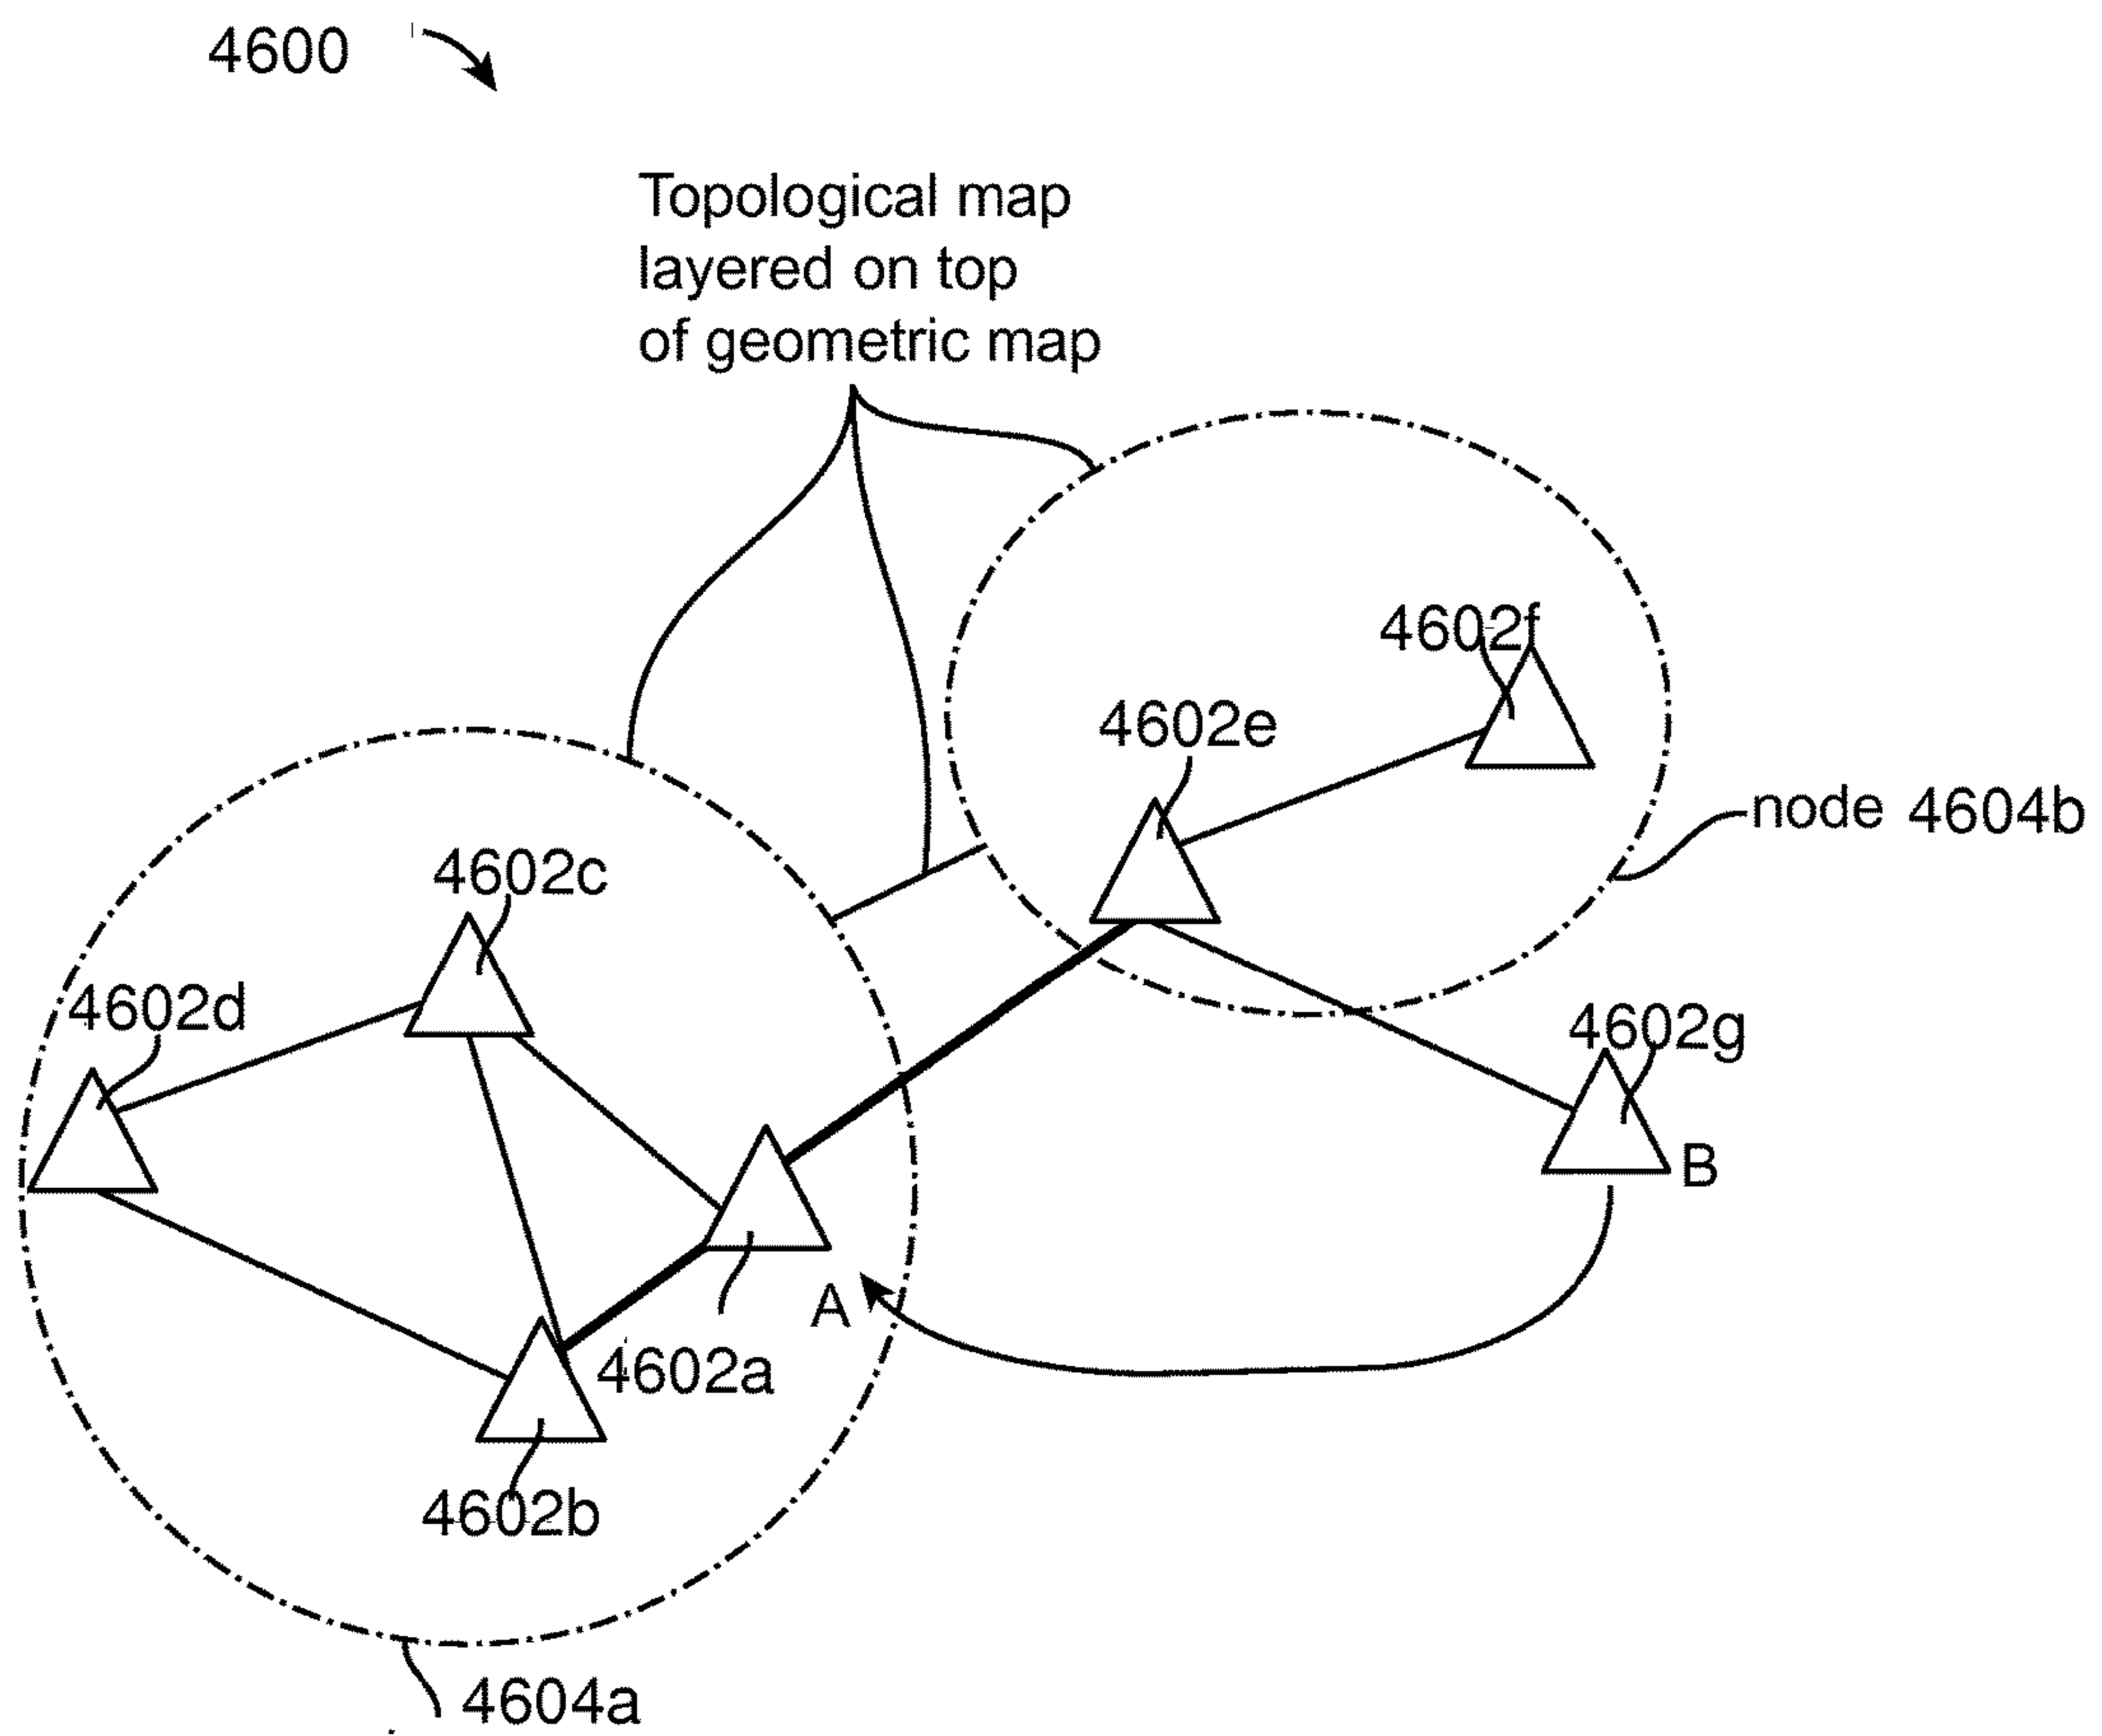 4600
Topological map
layered on top
of geometric map
4602f
4602e
node 4604b
4602c
4602d
4602g
B
A
4602a
4602b
4604a